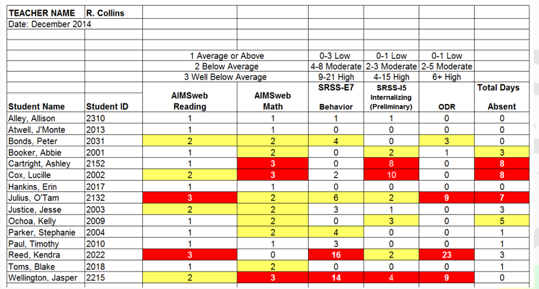 TEACHER NAME R. Collins
Date: December 2014
1 Average or Above 0-3 Low 0-1 Low 0-1 Low
2 Below Average 4-8 Moderate 2-3 Moderate 2-5 Moderate
3 Well Below Average 9-21 High 4-15 High 6+ High
AIMSweb AIMSweb SRSS-E7 SRSS-I5 Total Days
Internalizing
Student Name Student ID Reading Math Behavior (Preliminary) ODR Absent
Alley, Allison 2310 1 1 1 1 0 0
Atwell, J'Monte 2013 1 1 0 0 0 0
Bonds, Peter 2031 2 2 4 0 3 0
Booker, Abbie 2001 1 2 0 2 1 3
Cartright, Ashley 2152 1 3 0 8 0 8
Cox, Lucille 2002 2 3 2 10 0 8
Hankins, Erin 2017 1 1 0 0 0 0
Julius, O'Tam 2132 3 2 6 2 9 7
Justice, Jesse 2003 2 2 3 1 0 3
Ochoa, Kelly 2009 1 2 0 3 0 5
Parker, Stephanie 2004 1 2 4 0 0 1
Paul, Timothy 2010 1 1 3 0 0 1
Reed, Kendra 2022 3 0 16 2 23 3
Toms, Blake 2018 1 2 0 0 0 1
Wellington, Jasper 2215 2 3 14 4 9 0